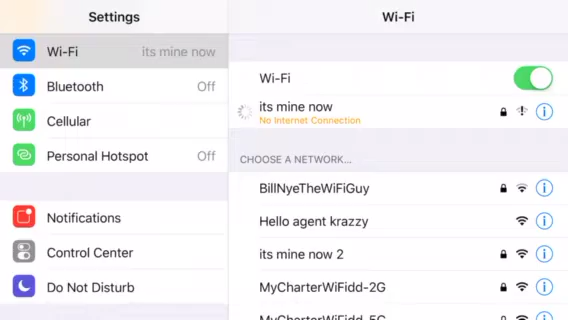 Settings
Wi-Fi
Wi-Fi its mine now
Bluetooth Off
Cellular
Personal Hotspot Off
Notifications
Control Center
Do Not Disturb
Wi-Fi
its mine now
No Internet Connection
CHOOSE A NETWORK...
BillNyeTheWiFiGuy
Hello agent krazzy
its mine now 2
MyCharterWiFidd-2G
MyCharterWiFidd-5G